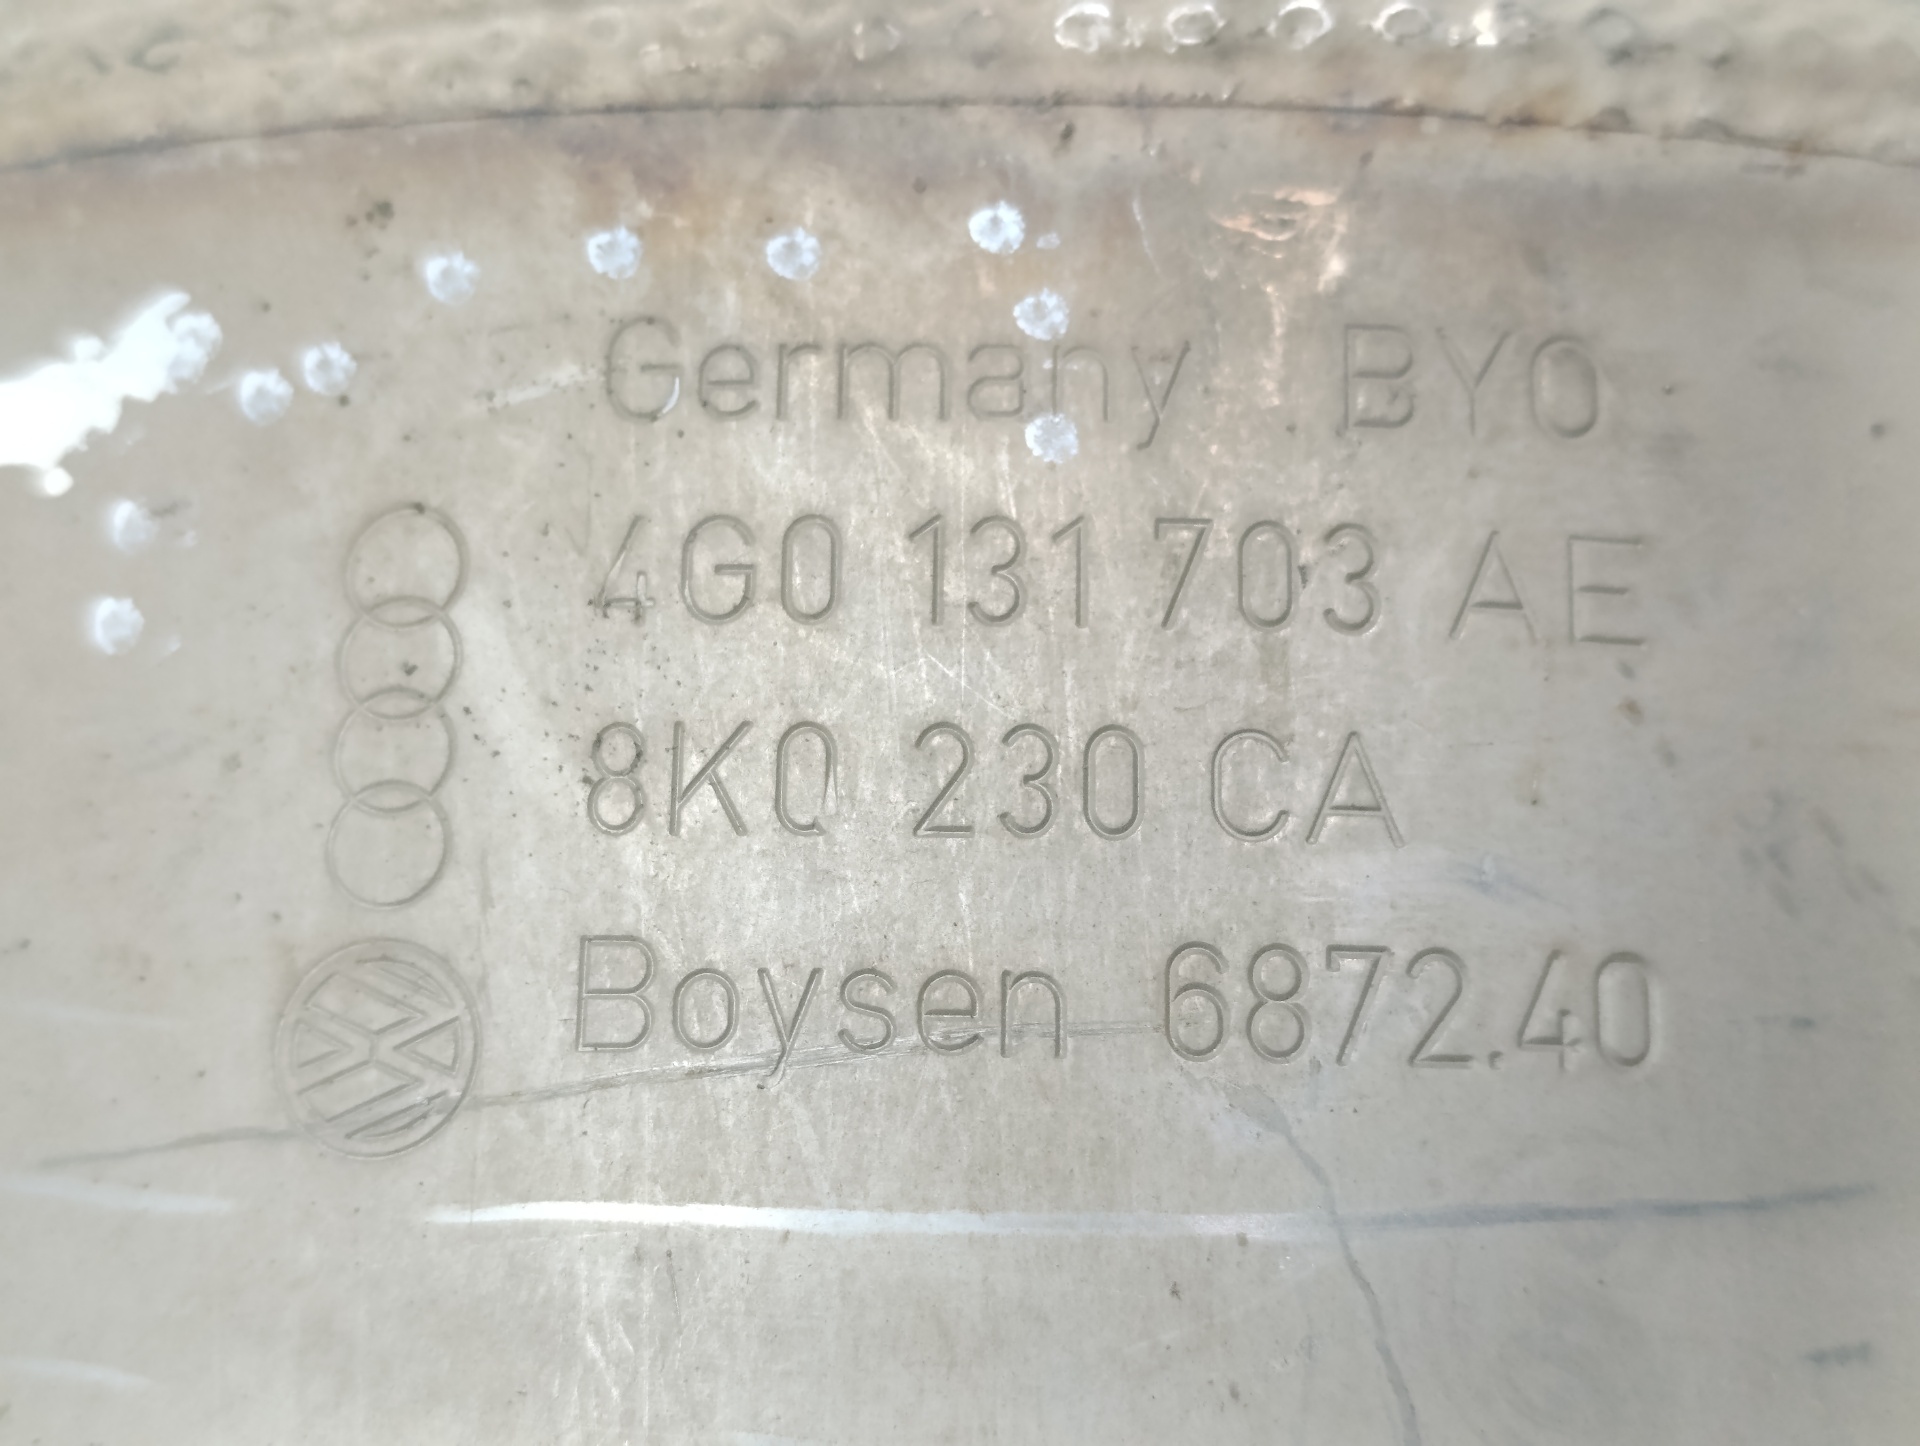 Germany BYO
4G0 131 703 AE
8K0 230 CA
Boysen 6872.40